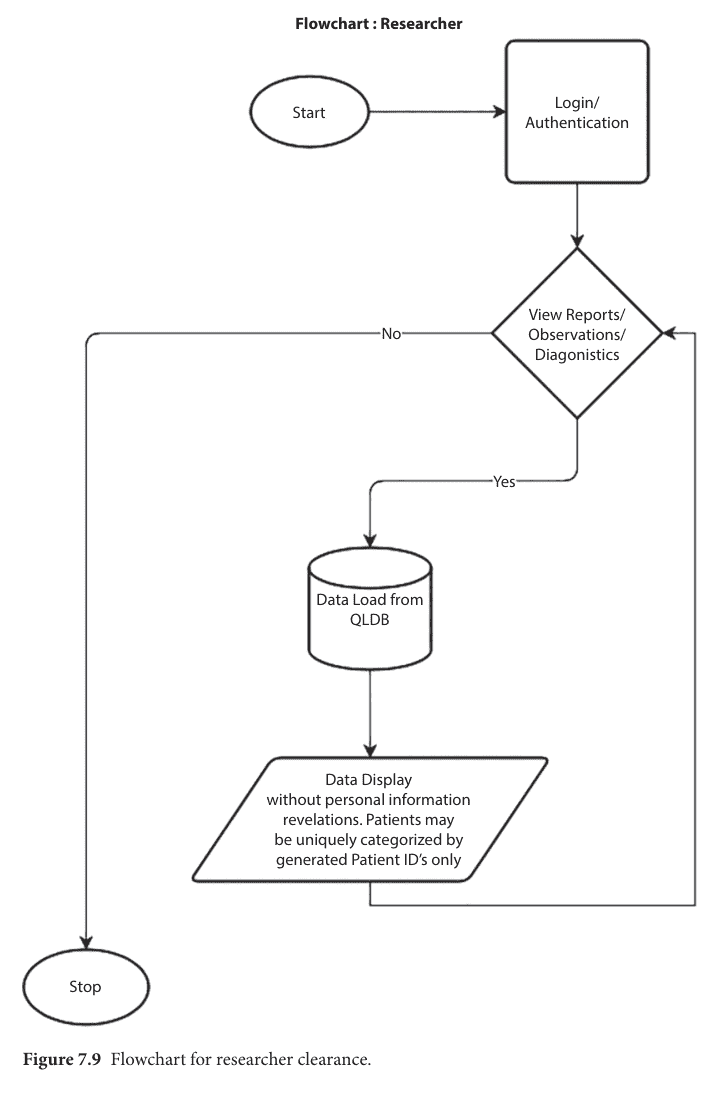 Flowchart : Researcher
Start
Login/
Authentication
View Reports/
Observations/
Diagonistics
No
Yes
Data Load from
QLDB
Data Display
without personal information
revelations. Patients may
be uniquely categorized by
generated Patient ID's only
Stop
Figure 7.9 Flowchart for researcher clearance.